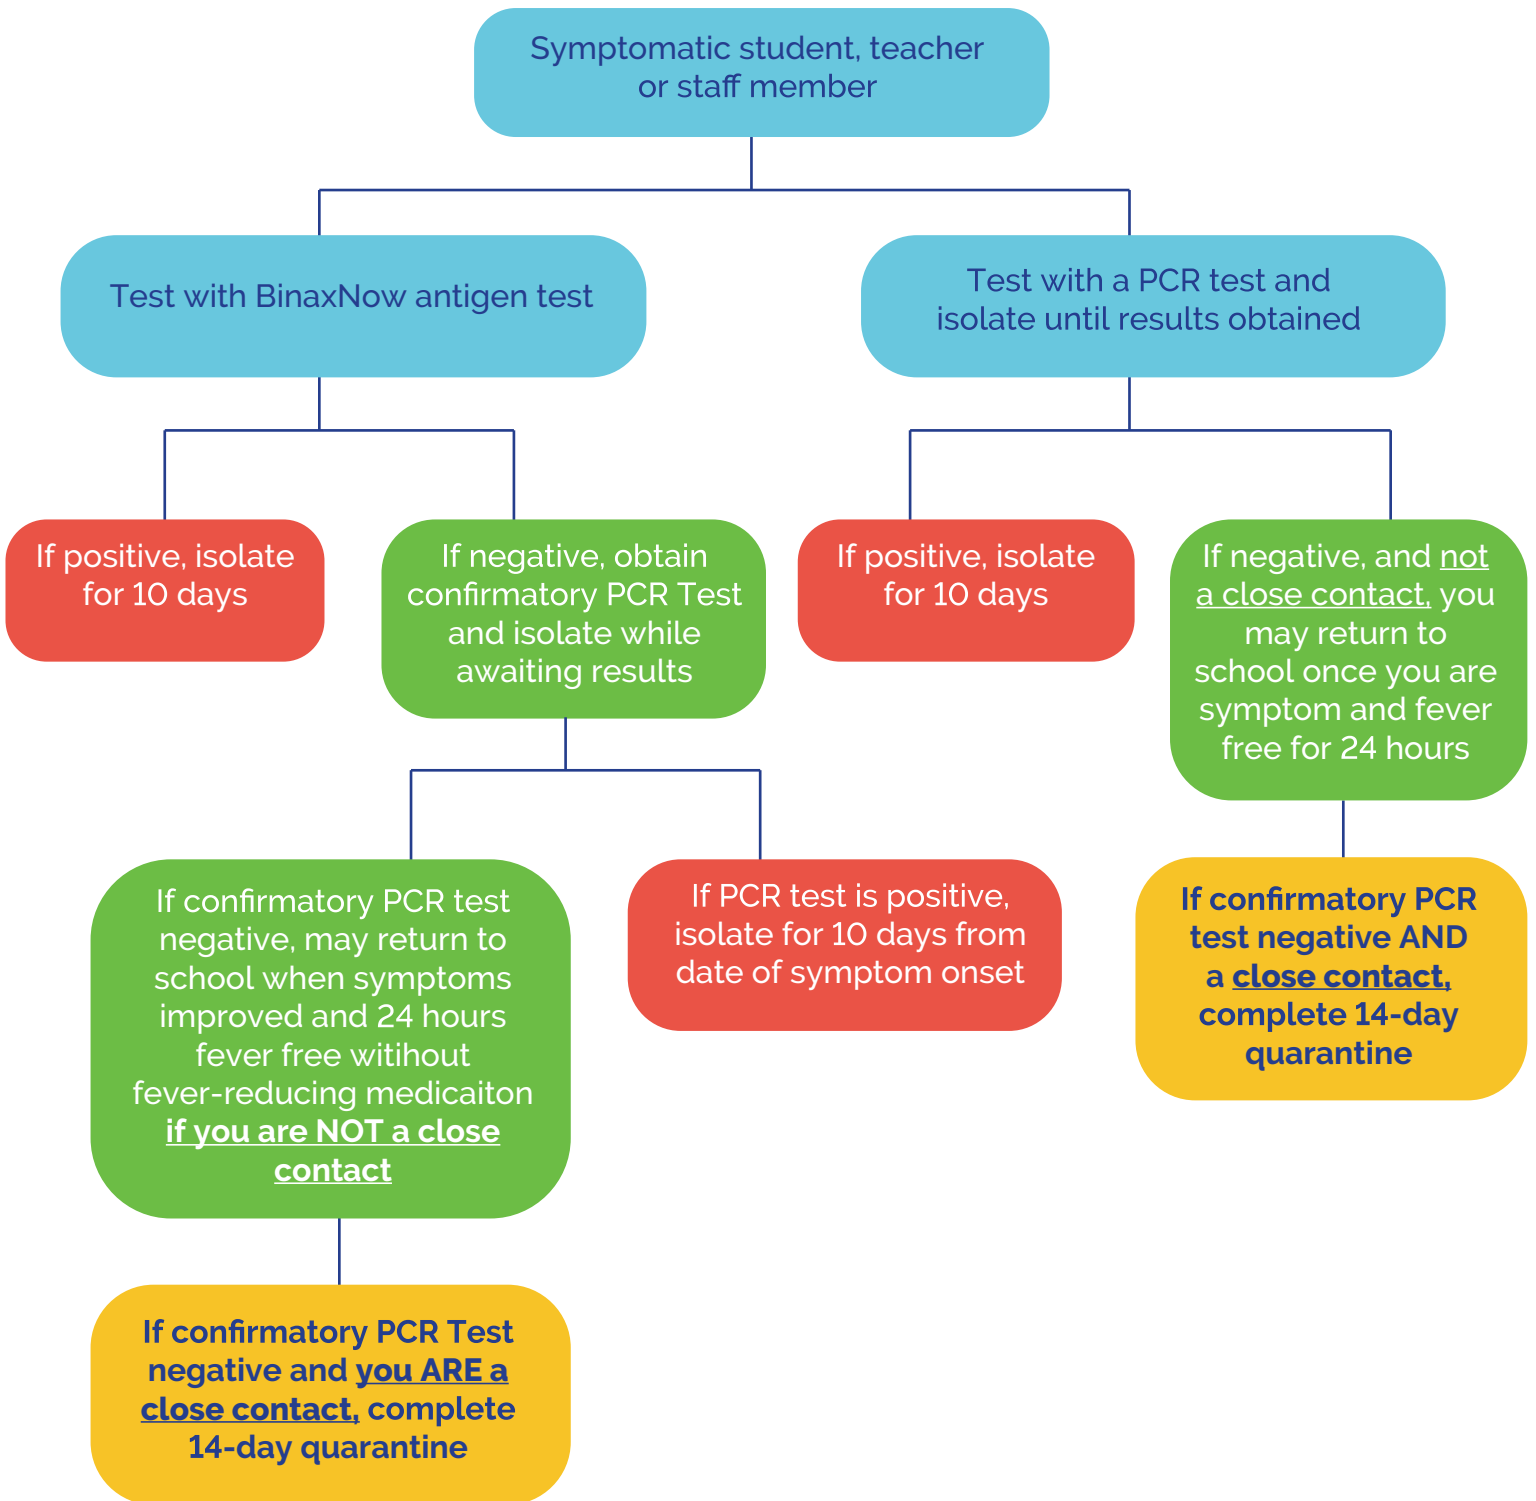 Symptomatic student, teacher
or staff member
Test with BinaxNow antigen test
Test with a PCR test and
isolate until results obtained
If positive, isolate
for 10 days
If negative, obtain
confirmatory PCR Test
and isolate while
awaiting results
If positive, isolate
for 10 days
If negative, and not
a close contact, you
may return to
school once you are
symptom and fever
free for 24 hours
If confirmatory PCR test
negative, may return to
school when symptoms
improved and 24 hours
fever free witihout
fever-reducing medicaiton
if you are NOT a close
contact
If PCR test is positive,
isolate for 10 days from
date of symptom onset
If confirmatory PCR
test negative AND
a close contact,
complete 14-day
quarantine
If confirmatory PCR Test
negative and you ARE a
close contact, complete
14-day quarantine